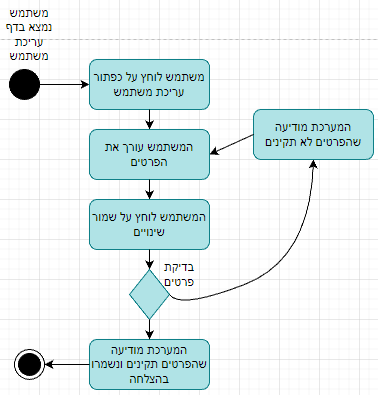 משתמש
נמצא בדף
עריכת
משתמש
משתמש לוחץ על כפתור
עריכת משתמש
המשתמש עורך את
הפרטים
המערכת מודיעה
שהפרטים לא תקינים
המשתמש לוחץ על שמור
שינויים
בדיקת
פרטים
המערכת מודיעה
שהפרטים תקינים ונשמרו
בהצלחה